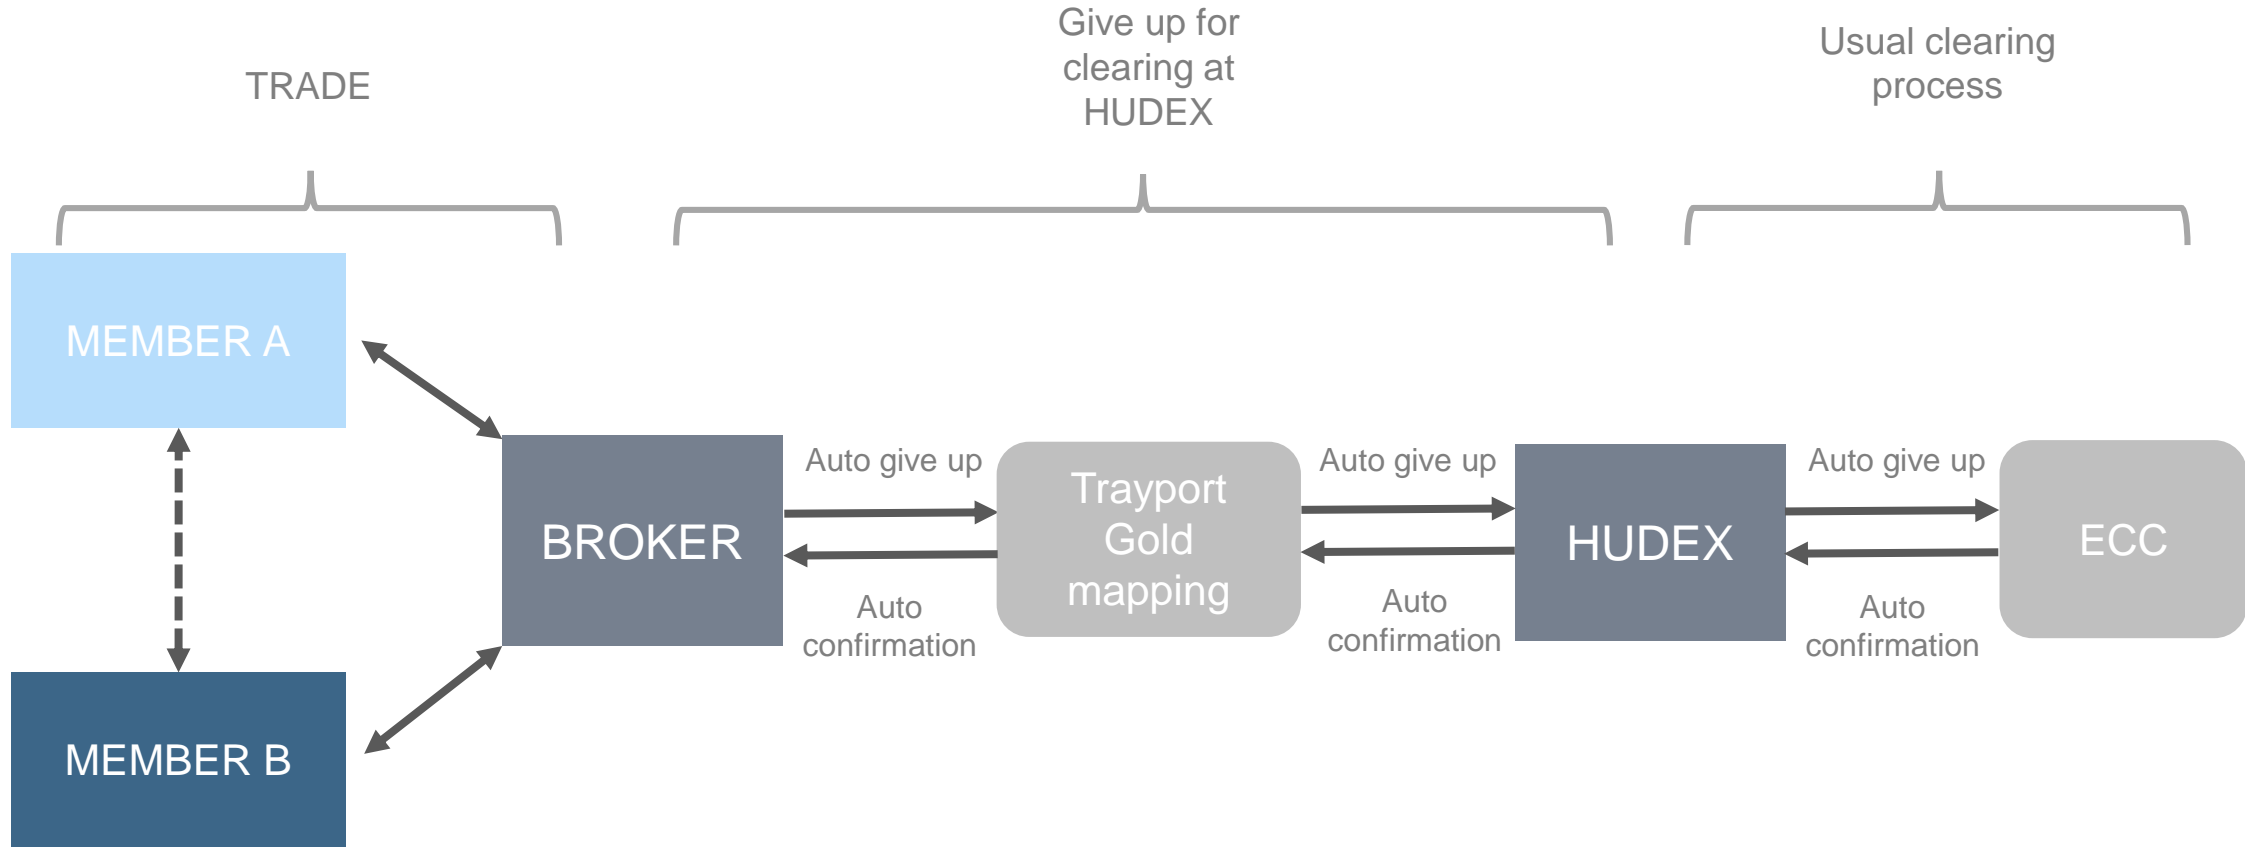 TRADE
Give up for
clearing at
HUDEX
Usual clearing
process
MEMBER A
MEMBER B
BROKER
Auto give up
Auto
confirmation
Trayport
Gold
mapping
Auto give up
Auto
confirmation
HUDEX
Auto give up
Auto
confirmation
ECC